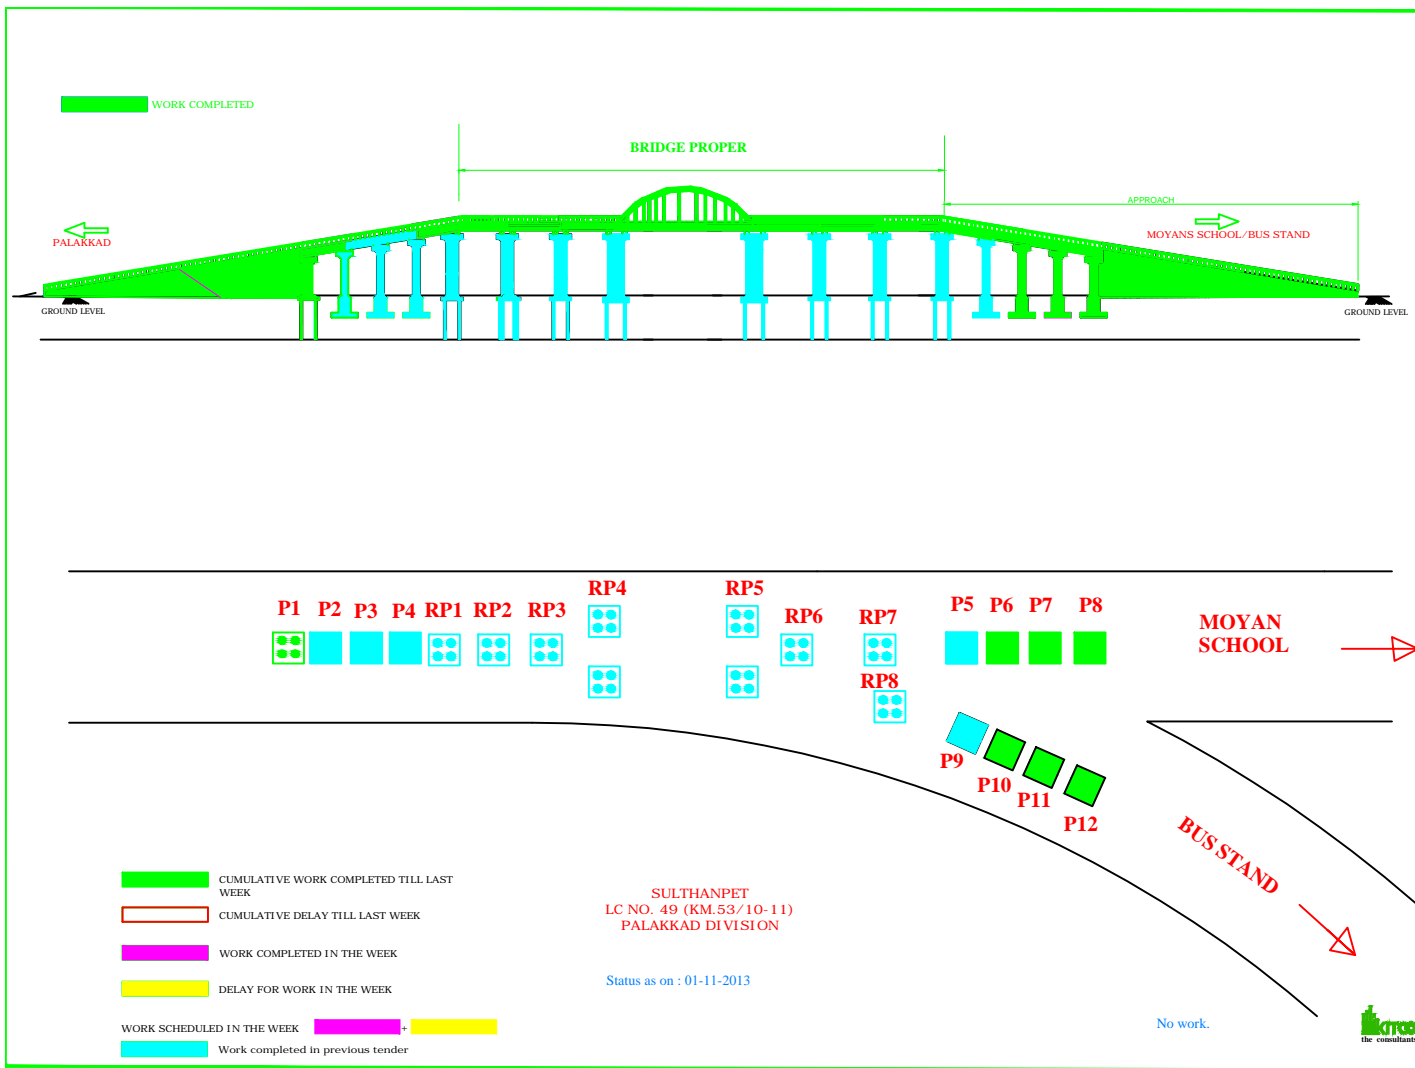 WORK COMPLETED
BRIDGE PROPER
APPROACH
PALAKKAD
MOYANS SCHOOL/BUS STAND
GROUND LEVEL
GROUND LEVEL
P1 P2 P3 P4 RP1 RP2 RP3 RP4 RP5 RP6 RP7 P5 P6 P7 P8
RP8
MOYAN
SCHOOL
P9
P10
P11
P12
BUS STAND
CUMULATIVE WORK COMPLETED TILL LAST
WEEK
CUMULATIVE DELAY TILL LAST WEEK
WORK COMPLETED IN THE WEEK
DELAY FOR WORK IN THE WEEK
WORK SCHEDULED IN THE WEEK +
Work completed in previous tender
SULTHANPET
LC NO. 49 (KM.53/10-11)
PALAKKAD DIVISION
Status as on : 01-11-2013
No work.
KITCO
the consultants